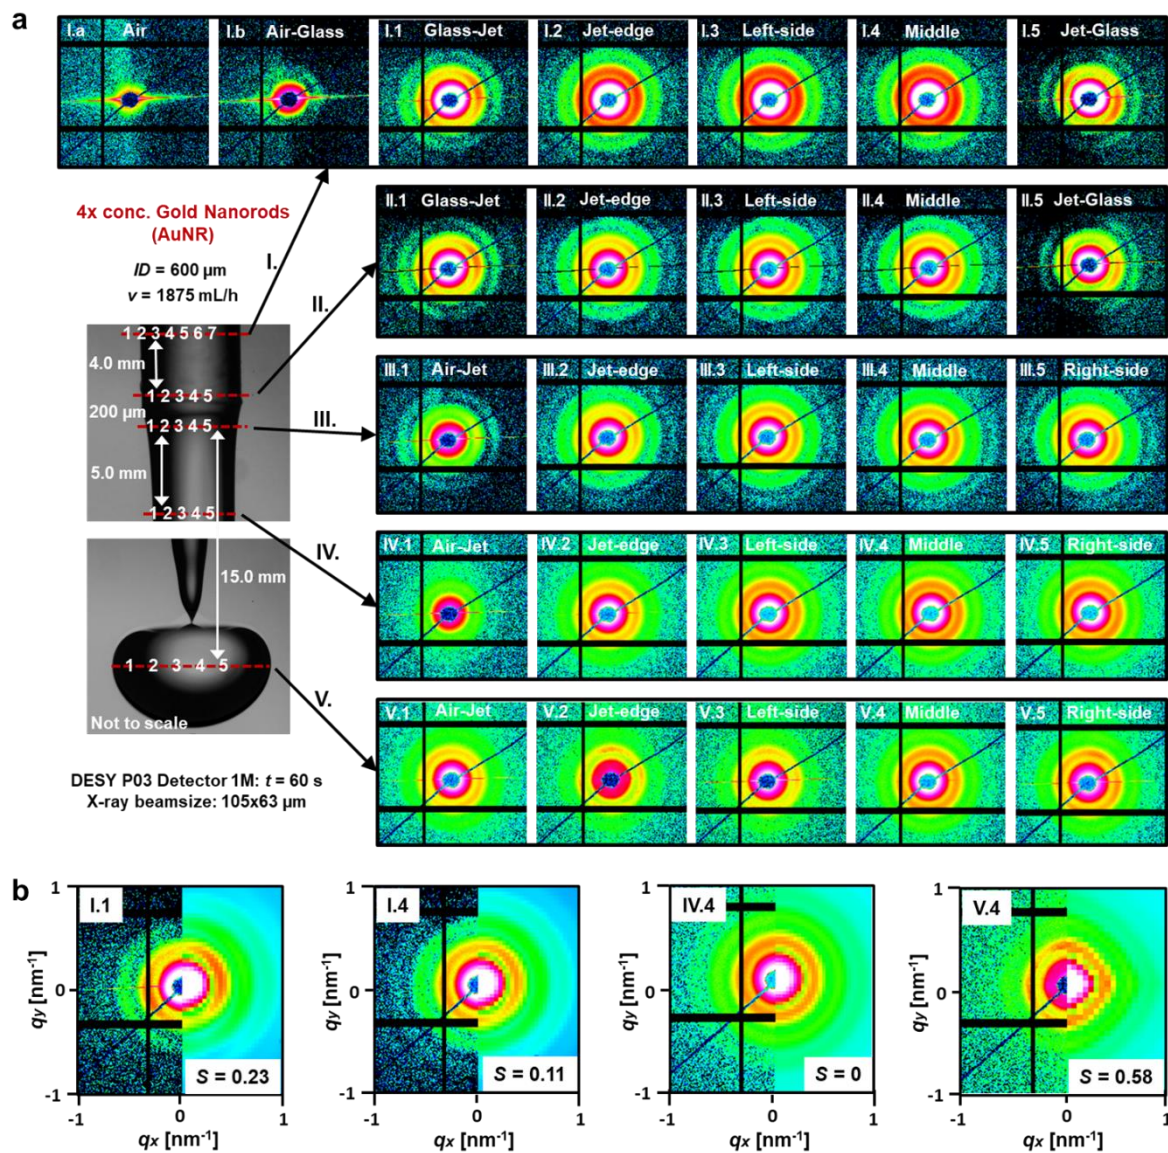 a
I.a Air
I.b Air-Glass
I.1 Glass-Jet
I.2 Jet-edge
I.3 Left-side
I.4 Middle
I.5 Jet-Glass
4x conc. Gold Nanorods
(AuNR)
ID = 600 µm
v = 1875 mL/h
I.
II.
II.1 Glass-Jet
II.2 Jet-edge
II.3 Left-side
II.4 Middle
II.5 Jet-Glass
1 2 3 4 5 6 7
4.0 mm
1 2 3 4 5
200 µm
1 2 3 4 5
5.0 mm
1 2 3 4 5
III.
III.1 Air-Jet
III.2 Jet-edge
III.3 Left-side
III.4 Middle
III.5 Right-side
IV.
IV.1 Air-Jet
IV.2 Jet-edge
IV.3 Left-side
IV.4 Middle
IV.5 Right-side
15.0 mm
1 2 3 4 5
Not to scale
V.
V.1 Air-Jet
V.2 Jet-edge
V.3 Left-side
V.4 Middle
V.5 Right-side
DESY P03 Detector 1M: t = 60 s
X-ray beamsize: 105x63 µm
b
1
0
-1
qy [nm-1]
I.1
S = 0.23
0
1
qx [nm-1]
1
0
-1
qy [nm-1]
I.4
S = 0.11
0
1
qx [nm-1]
1
0
-1
qy [nm-1]
IV.4
S = 0
0
1
qx [nm-1]
1
0
-1
qy [nm-1]
V.4
S = 0.58
0
1
qx [nm-1]